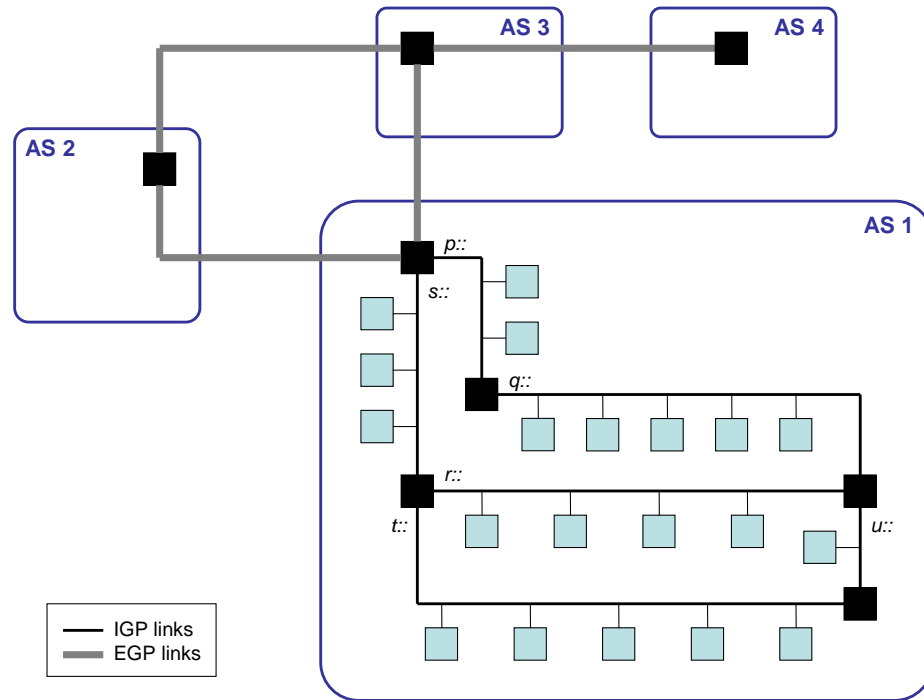 AS 3
AS 4
AS 2
AS 1
p::
s::
q::
r::
t::
u::
IGP links
EGP links